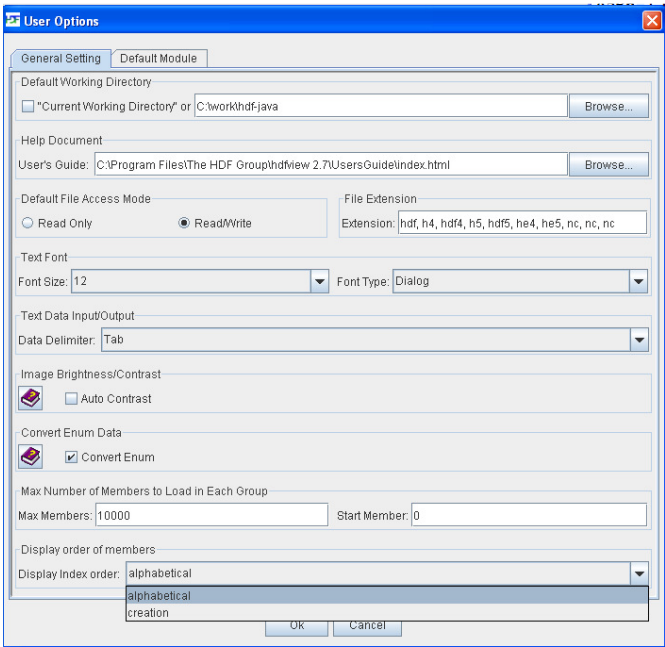 HDF User Options
General Setting Default Module
Default Working Directory
"Current Working Directory" or C:\work\hdf-java Browse...
Help Document
User's Guide: C:\Program Files\The HDF Group\hdfview 2.7\UsersGuide\index.html Browse...
Default File Access Mode File Extension
Read Only Read/Write Extension: hdf, h4, hdf4, h5, hdf5, he4, he5, nc, nc, nc
Text Font
Font Size: 12 Font Type: Dialog
Text Data Input/Output
Data Delimiter: Tab
Image Brightness/Contrast
Auto Contrast
Convert Enum Data
Convert Enum
Max Number of Members to Load in Each Group
Max Members: 10000 Start Member: 0
Display order of members
Display Index order: alphabetical
alphabetical
creation
Ok Cancel